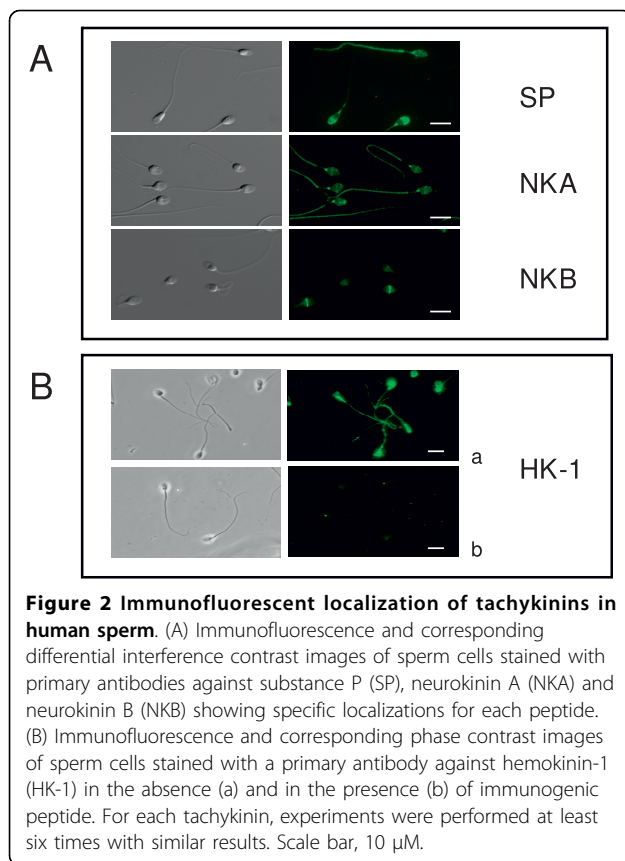 A
SP
NKA
NKB
B
a
HK-1
b
Figure 2 Immunofluorescent localization of tachykinins in
human sperm. (A) Immunofluorescence and corresponding
differential interference contrast images of sperm cells stained with
primary antibodies against substance P (SP), neurokinin A (NKA) and
neurokinin B (NKB) showing specific localizations for each peptide.
(B) Immunofluorescence and corresponding phase contrast images
of sperm cells stained with a primary antibody against hemokinin-1
(HK-1) in the absence (a) and in the presence (b) of immunogenic
peptide. For each tachykinin, experiments were performed at least
six times with similar results. Scale bar, 10 μM.